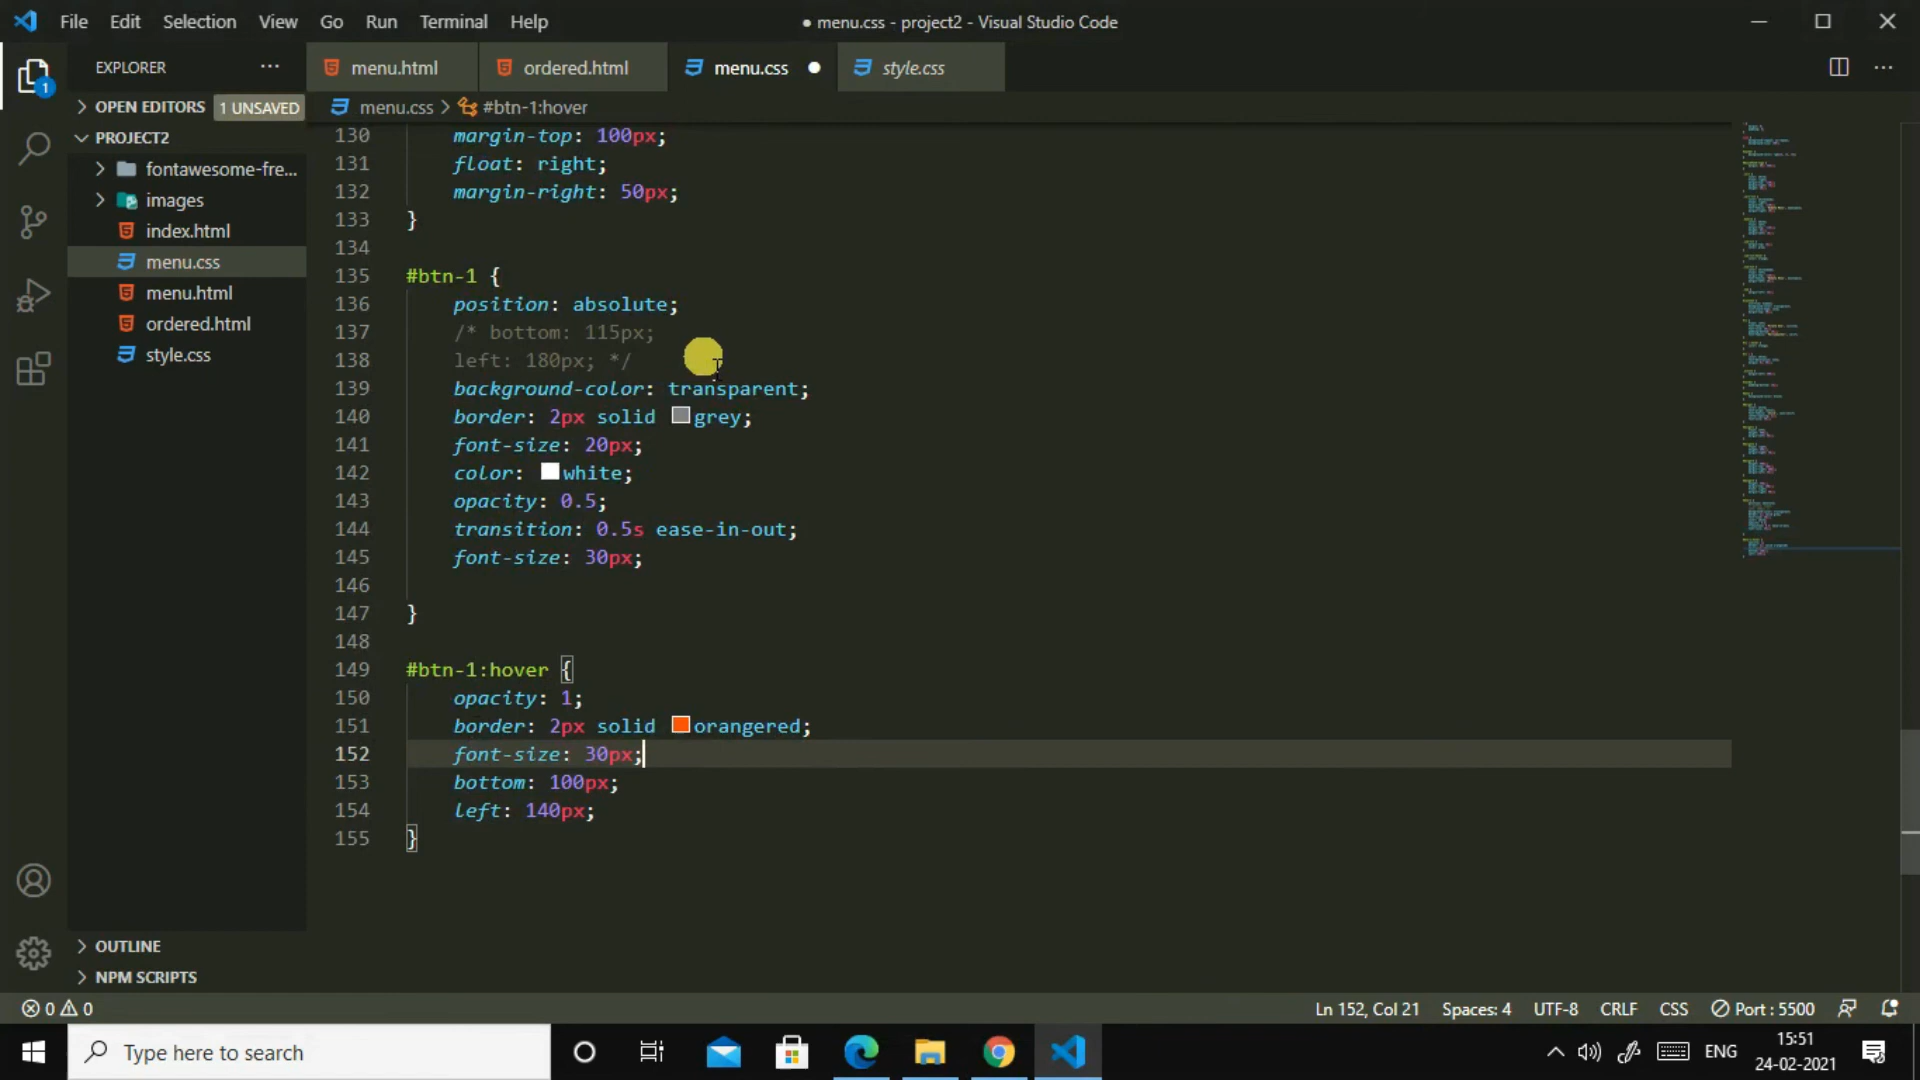 File Edit Selection View Go Run Terminal Help
● menu.css - project2 - Visual Studio Code
EXPLORER
menu.html
ordered.html
menu.css
style.css
OPEN EDITORS
1 UNSAVED
menu.css > #btn-1:hover
PROJECT2
fontawesome-fre...
images
index.html
menu.css
menu.html
ordered.html
style.css
130 margin-top: 100px;
131 float: right;
132 margin-right: 50px;
133 }
134
135 #btn-1 {
136 position: absolute;
137 /* bottom: 115px;
138 left: 180px; */
139 background-color: transparent;
140 border: 2px solid grey;
141 font-size: 20px;
142 color: white;
143 opacity: 0.5;
144 transition: 0.5s ease-in-out;
145 font-size: 30px;
146
147 }
148
149 #btn-1:hover {
150 opacity: 1;
151 border: 2px solid orangered;
152 font-size: 30px;
153 bottom: 100px;
154 left: 140px;
155 }
1
OUTLINE
NPM SCRIPTS
0 0
Ln 152, Col 21 Spaces: 4 UTF-8 CRLF CSS Port : 5500
Type here to search
ENG
15:51
24-02-2021